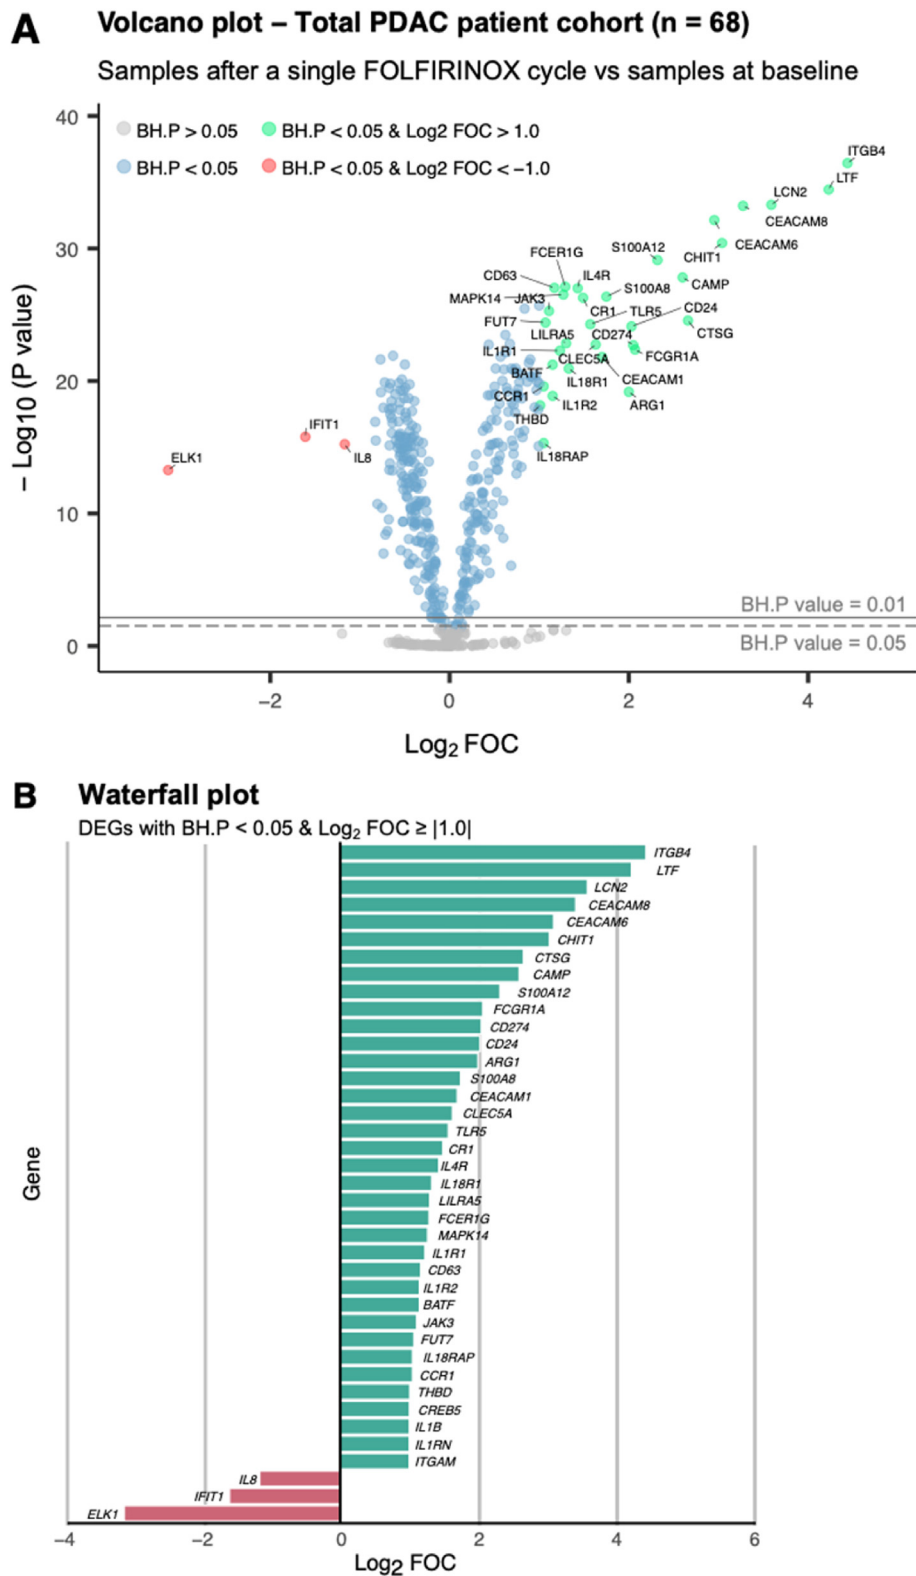 A
Volcano plot – Total PDAC patient cohort (n = 68)
Samples after a single FOLFIRINOX cycle vs samples at baseline
BH.P > 0.05
BH.P < 0.05 & Log2 FOC > 1.0
BH.P < 0.05
BH.P < 0.05 & Log2 FOC < −1.0
40
30
20
10
0
– Log10 (P value)
ITGB4
LTF
LCN2
CEACAM8
CEACAM6
CHIT1
S100A12
FCER1G
CAMP
CD63
IL4R
S100A8
MAPK14
JAK3
CR1
TLR5
CD24
FUT7
CTSG
LILRA5
CD274
IL1R1
CLEC5A
FCGR1A
BATF
IL18R1
CEACAM1
CCR1
IL1R2
ARG1
THBD
IL18RAP
IFIT1
IL8
ELK1
BH.P value = 0.01
BH.P value = 0.05
−2
0
2
4
Log2 FOC
B
Waterfall plot
DEGs with BH.P < 0.05 & Log2 FOC ≥ |1.0|
Gene
ITGB4
LTF
LCN2
CEACAM8
CEACAM6
CHIT1
CTSG
CAMP
S100A12
FCGR1A
CD274
CD24
ARG1
S100A8
CEACAM1
CLEC5A
TLR5
CR1
IL4R
IL18R1
LILRA5
FCER1G
MAPK14
IL1R1
CD63
IL1R2
BATF
JAK3
FUT7
IL18RAP
CCR1
THBD
CREB5
IL1B
IL1RN
ITGAM
IL8
IFIT1
ELK1
−4
−2
0
2
4
6
Log2 FOC